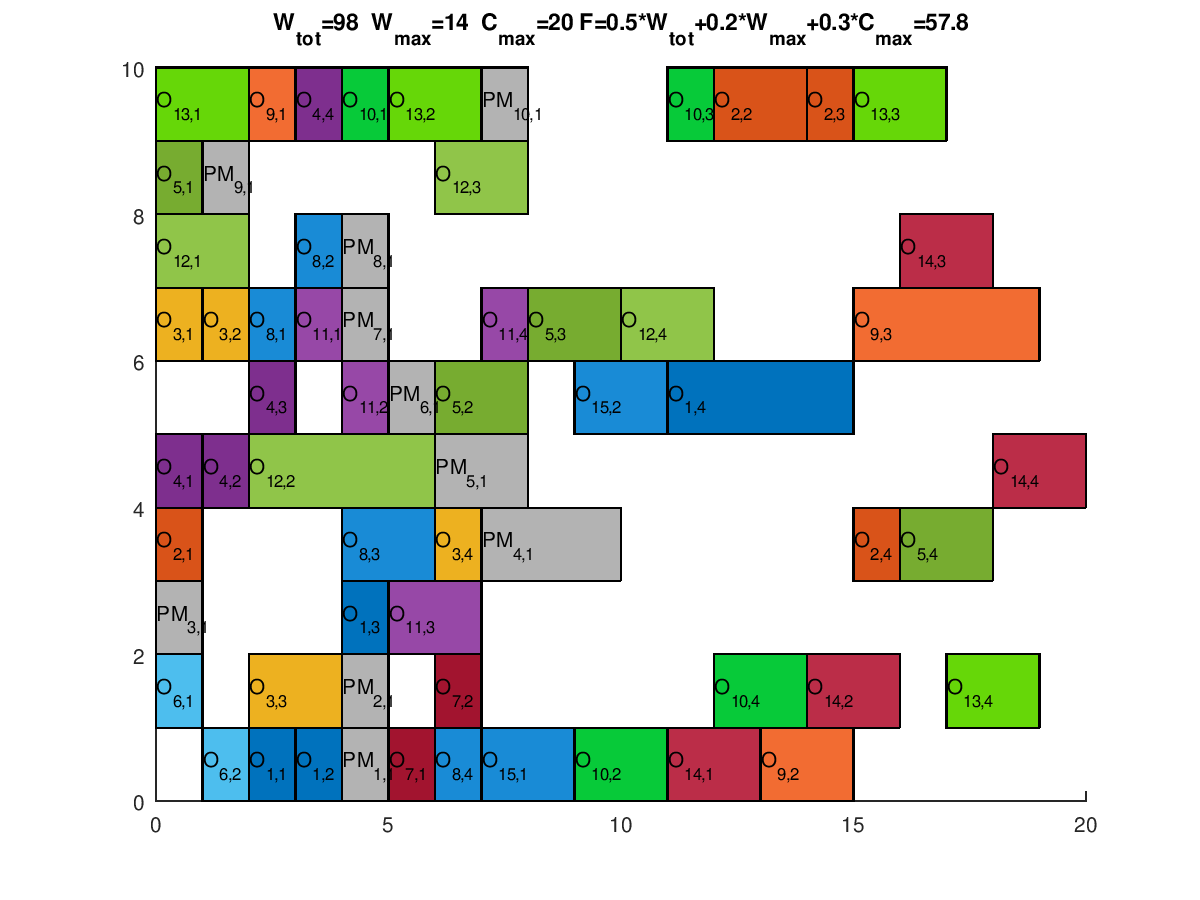 W_tot=98 W_max=14 C_max=20 F=0.5*W_tot+0.2*W_max+0.3*C_max=57.8
10
O_13,1 O_9,1 O_4,4 O_10,1 O_13,2 PM_10,1 O_10,3 O_2,2 O_2,3 O_13,3
O_5,1 PM_9,1 O_12,3
8
O_12,1 O_8,2 PM_8,1 O_14,3
O_3,1 O_3,2 O_8,1 O_11,1 PM_7,1 O_11,4 O_5,3 O_12,4 O_9,3
6
O_4,3 O_11,2 PM_6,1 O_5,2 O_15,2 O_1,4
O_4,1 O_4,2 O_12,2 PM_5,1 O_14,4
4
O_2,1 O_8,3 O_3,4 PM_4,1 O_2,4 O_5,4
PM_3,1 O_1,3 O_11,3
2
O_6,1 O_3,3 PM_2,1 O_7,2 O_10,4 O_14,2 O_13,4
O_6,2 O_1,1 O_1,2 PM_1,1 O_7,1 O_8,4 O_15,1 O_10,2 O_14,1 O_9,2
0
0 5 10 15 20